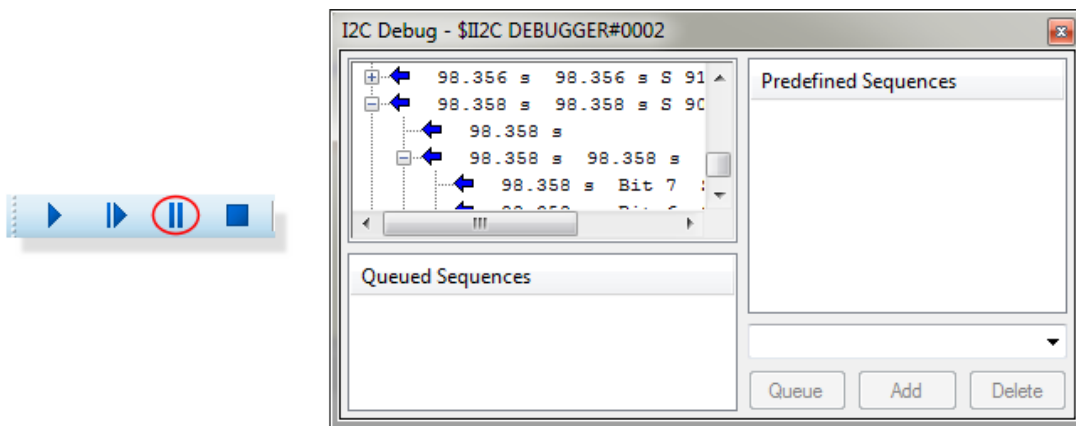 I2C Debug - $II2C DEBUGGER#0002
98.356 s 98.356 s S 91
98.358 s 98.358 s S 90
98.358 s
98.358 s 98.358 s
98.358 s Bit 7
Predefined Sequences
Queued Sequences
Queue Add Delete